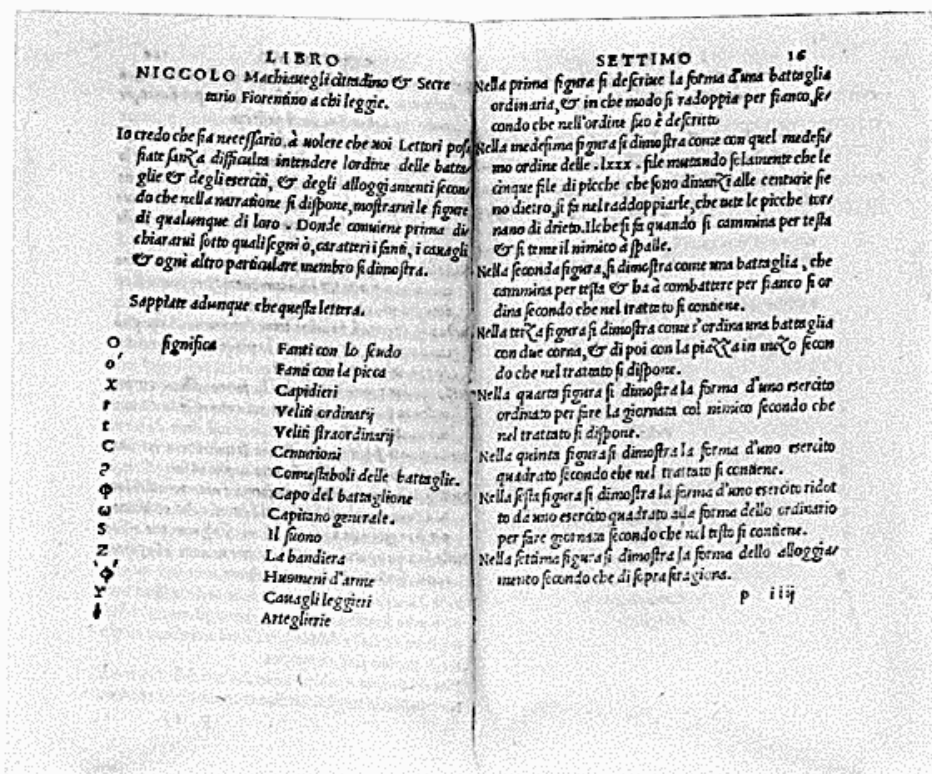 LIBRO
NICCOLO Machiauegli cittadino & Secre
tario Fiorentino a chi leggie.
Io credo che sia necessario, à uolere che uoi Lettori pos
siate sanza difficulta intendere lordine delle batta
glie & degli eserciti, & degli alloggiamenti secon
do che nella narratione si dispone, mostrarui le figure
di qualunque di loro. Donde conuiene prima di
chiararui sotto quali segni ò, caratteri i fanti, i cauagli
& ogni altro particulare membro si dimostra.
Sappiate adunque che questa lettera.
O significa Fanti con lo scudo
o' Fanti con la picca
x Capidieci
r Veliti ordinarij
t Veliti straordinarij
C Centurioni
Conestaboli delle battaglie.
φ Capo del battaglione
ω Capitano generale.
S Il suono
Z La bandiera
Huomeni d'arme
Cauagli leggieri
Arteglierie
SETTIMO 16
Nella prima figura si descriue la forma d'una battaglia
ordinaria, & in che modo si radoppia per fianco, se/
condo che nell'ordine suo è descritto
Nella medesima figura si dimostra come con quel medesi/
mo ordine delle .lxxx. file mutando solamente che le
cinque file di picche che sono dinanzi alle centurie sie
no dietro, si fa nel raddoppiarle, che tute le picche tor/
nano di drieto. Ilche si fa quando si cammina per testa
& si teme il nimico à spalle.
Nella seconda figura, si dimostra come una battaglia, che
cammina per testa & ha à combattere per fianco si or
dina secondo che nel trattato si contiene.
Nella terza figura si dimostra come s'ordina una battaglia
con due corna, & di poi con la piazza in mezo secon
do che nel trattato si dispone.
Nella quarta figura si dimostra la forma d'uno esercito
ordinato per fare la giornata col nimico secondo che
nel trattato si dispone.
Nella quinta figura si dimostra la forma d'uno esercito
quadrato secondo che nel trattato si contiene.
Nella sesta figura si dimostra la forma d'uno esercito ridot
to da uno esercito quadrato alla forma dello ordinario
per fare giornata secondo che nel testo si contiene.
Nella settima figura si dimostra la forma dello alloggia/
mento secondo che di sopra si ragiona.
p iiij